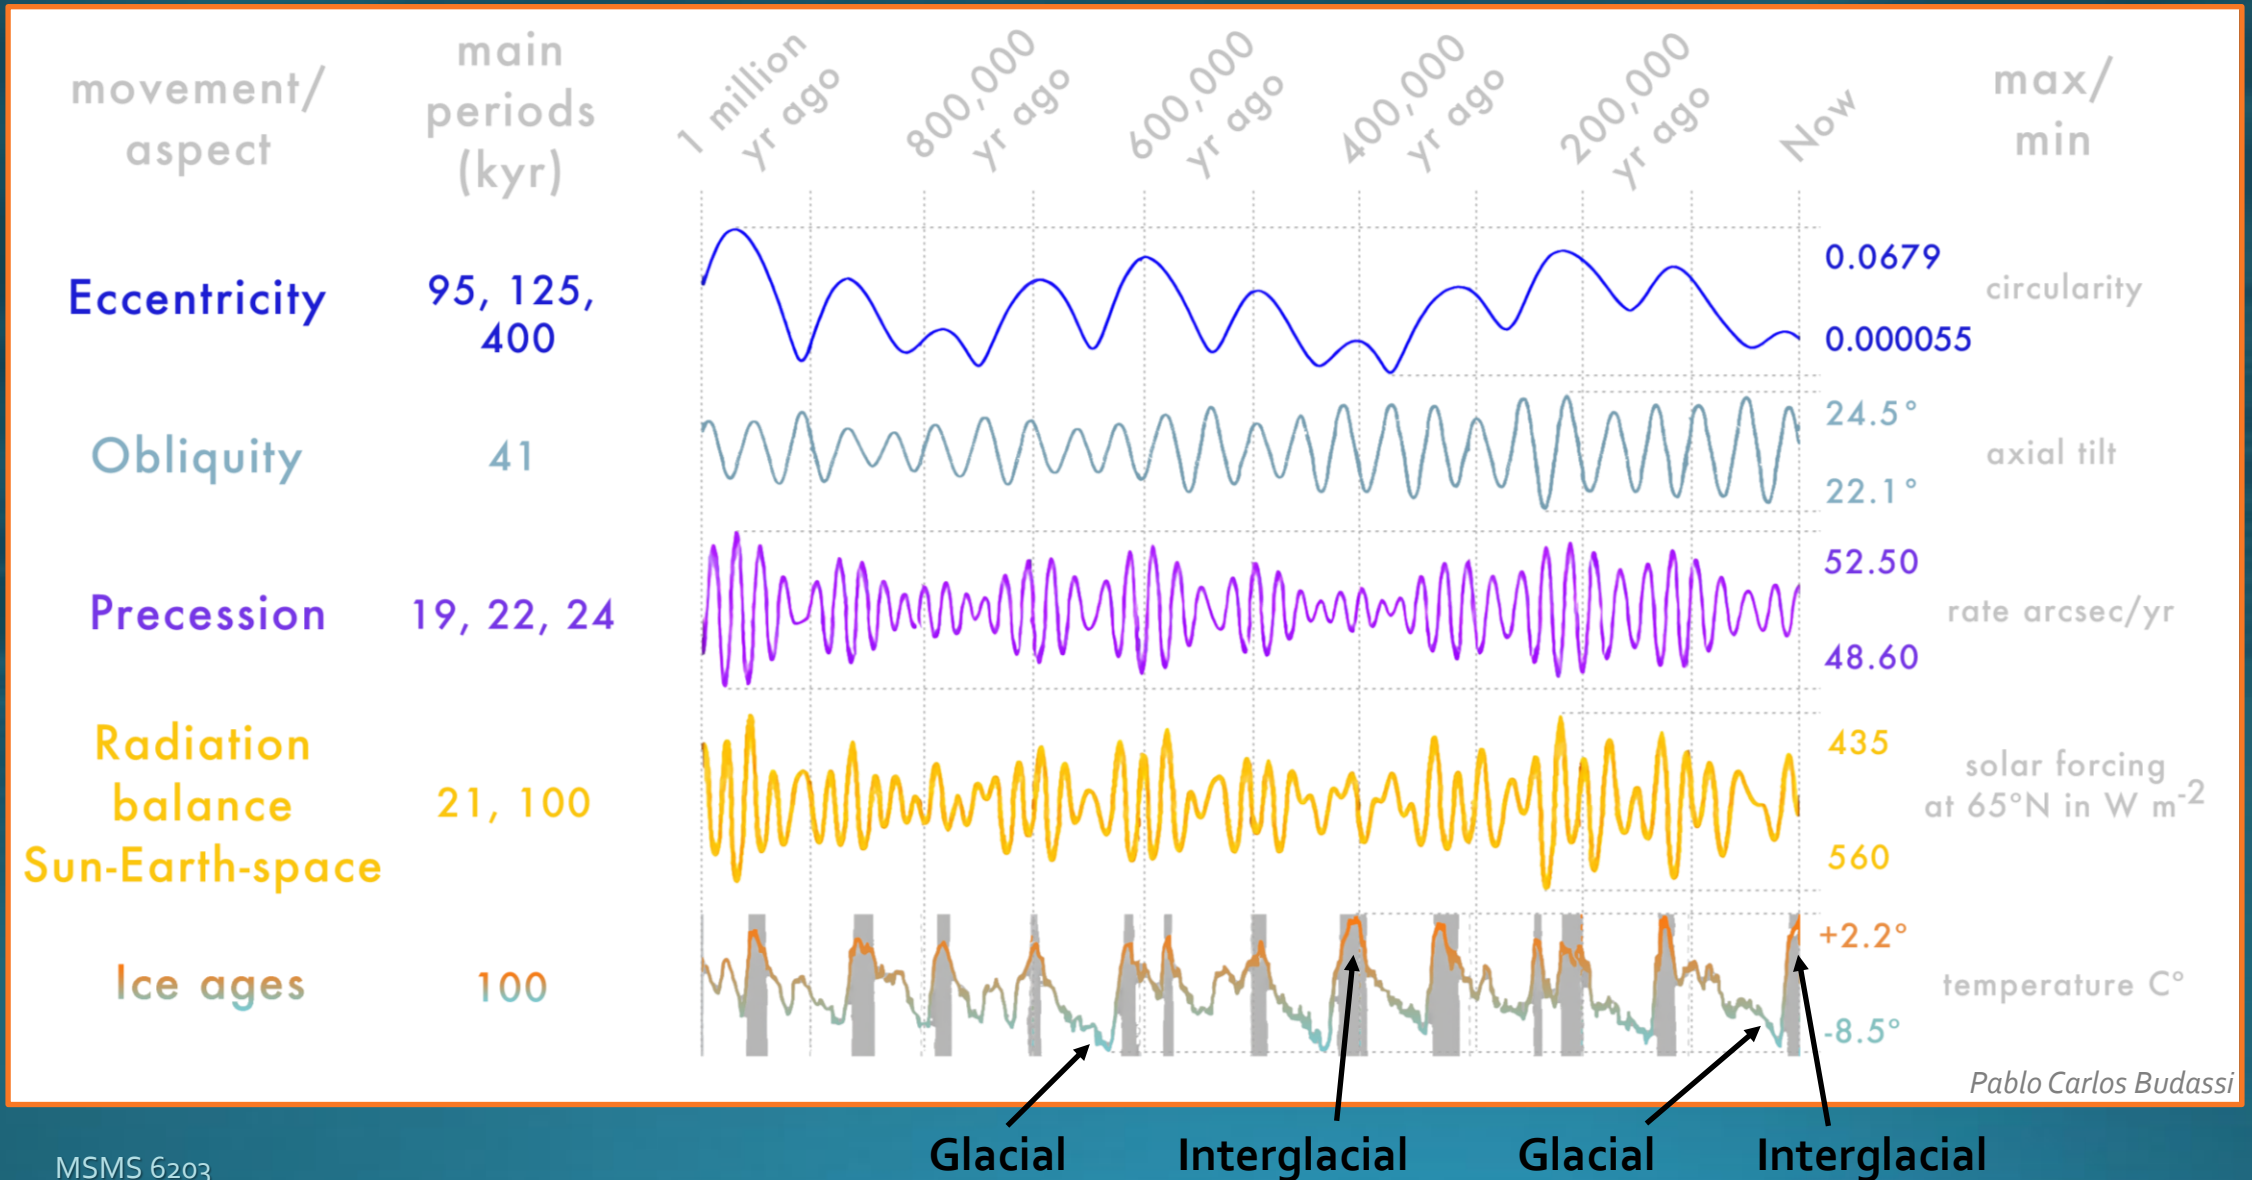 movement/
aspect
main
periods
(kyr)
1 million
yr ago
800,000
yr ago
600,000
yr ago
400,000
yr ago
200,000
yr ago
Now
max/
min
Eccentricity
95, 125,
400
0.0679
0.000055
circularity
Obliquity
41
24.5°
22.1°
axial tilt
Precession
19, 22, 24
52.50
48.60
rate arcsec/yr
Radiation
balance
Sun-Earth-space
21, 100
435
560
solar forcing
at 65°N in W m-2
Ice ages
100
+2.2°
-8.5°
temperature C°
Pablo Carlos Budassi
Glacial
Interglacial
Glacial
Interglacial
MSMS 6203